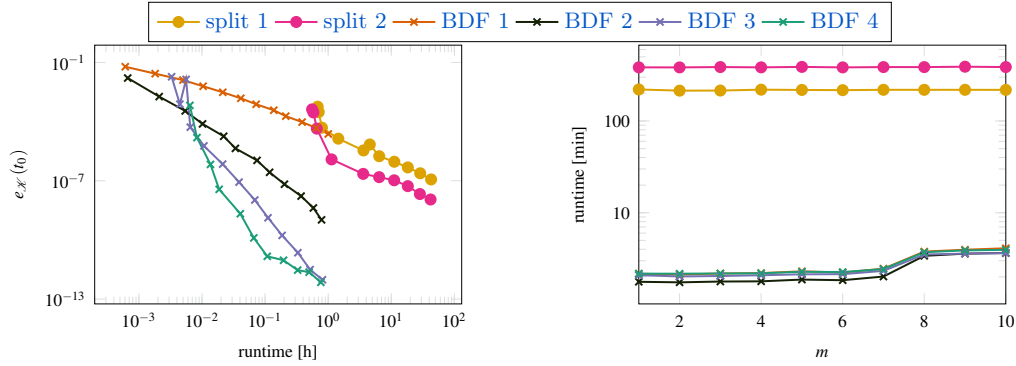 split 1 split 2 BDF 1 BDF 2 BDF 3 BDF 4
10^{-1}
10^{-7}
10^{-13}
e_𝒦(t_0)
10^{-3} 10^{-2} 10^{-1} 10^0 10^1 10^2
runtime [h]
100
10
runtime [min]
2 4 6 8 10
m